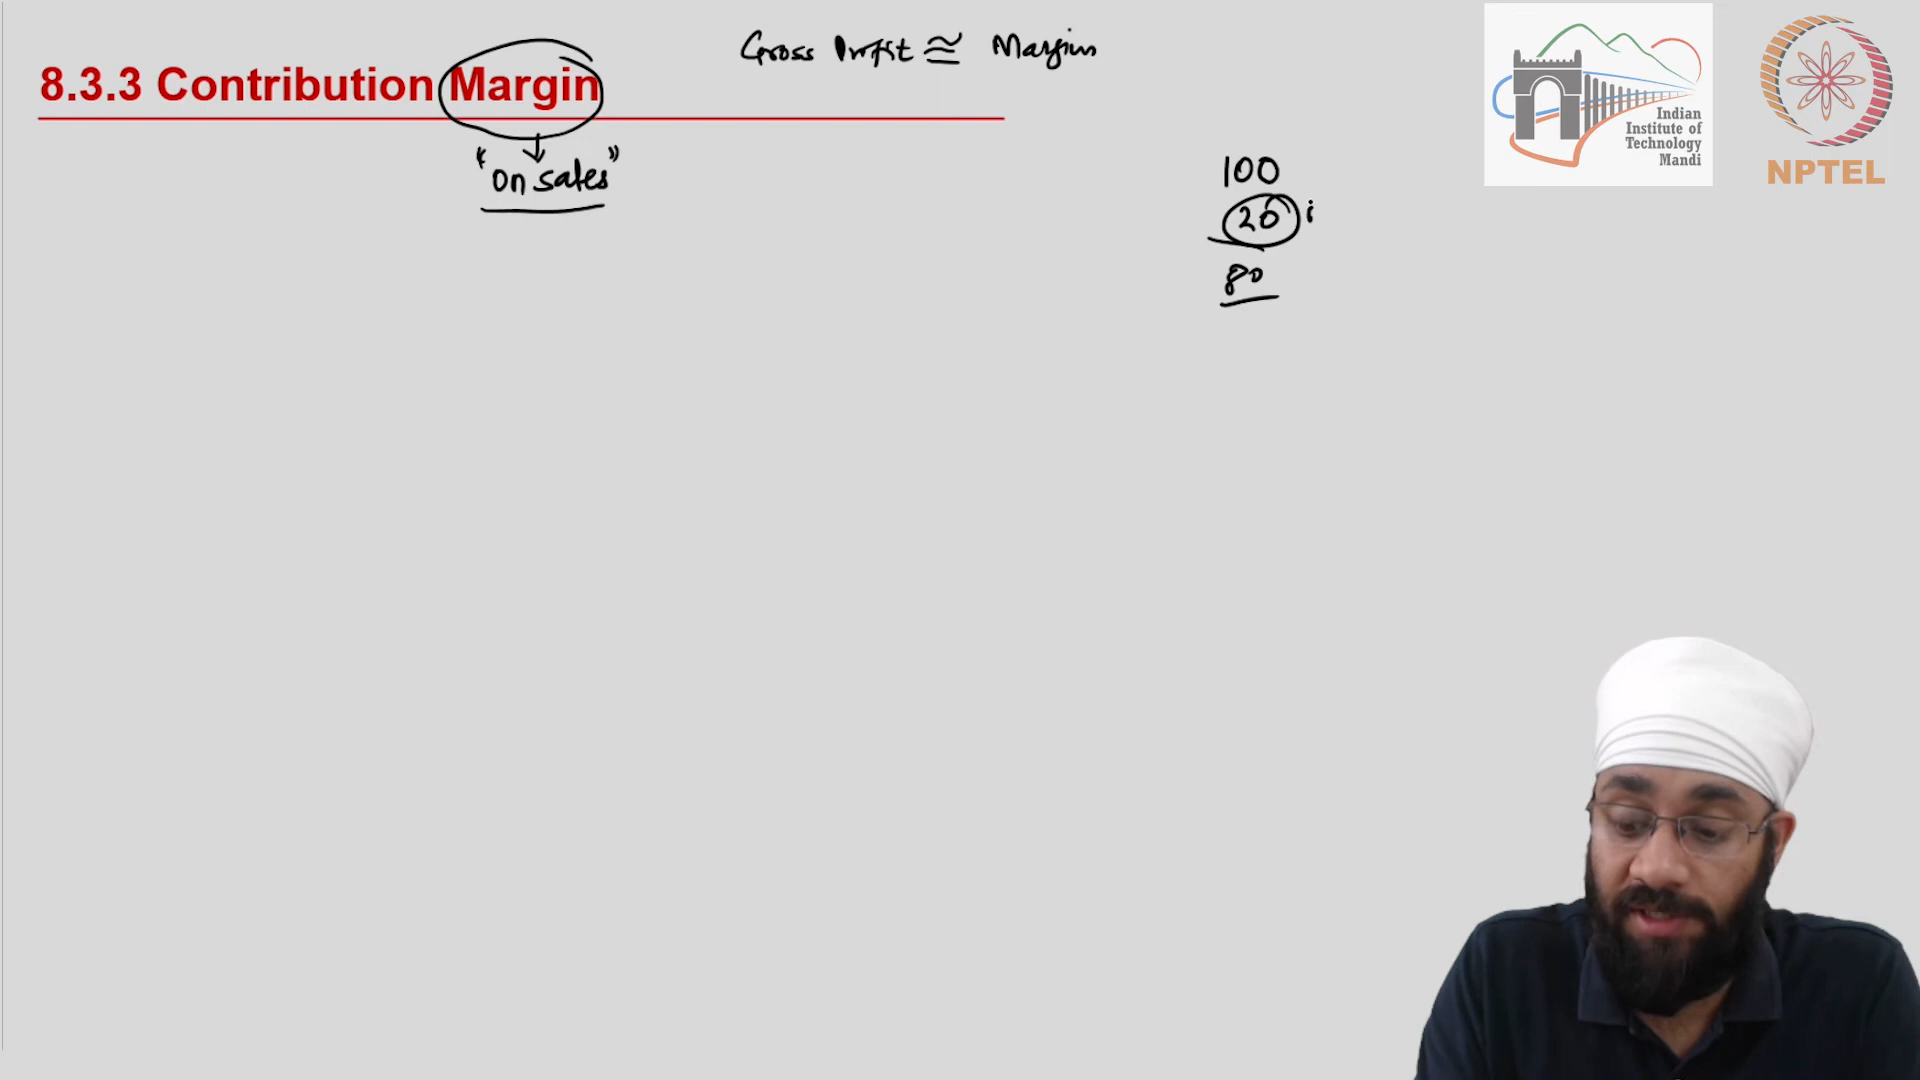 Gross Profit ≅ Margin
8.3.3 Contribution Margin
"on sales"
100
20 i
80
Indian
Institute of
Technology
Mandi
NPTEL